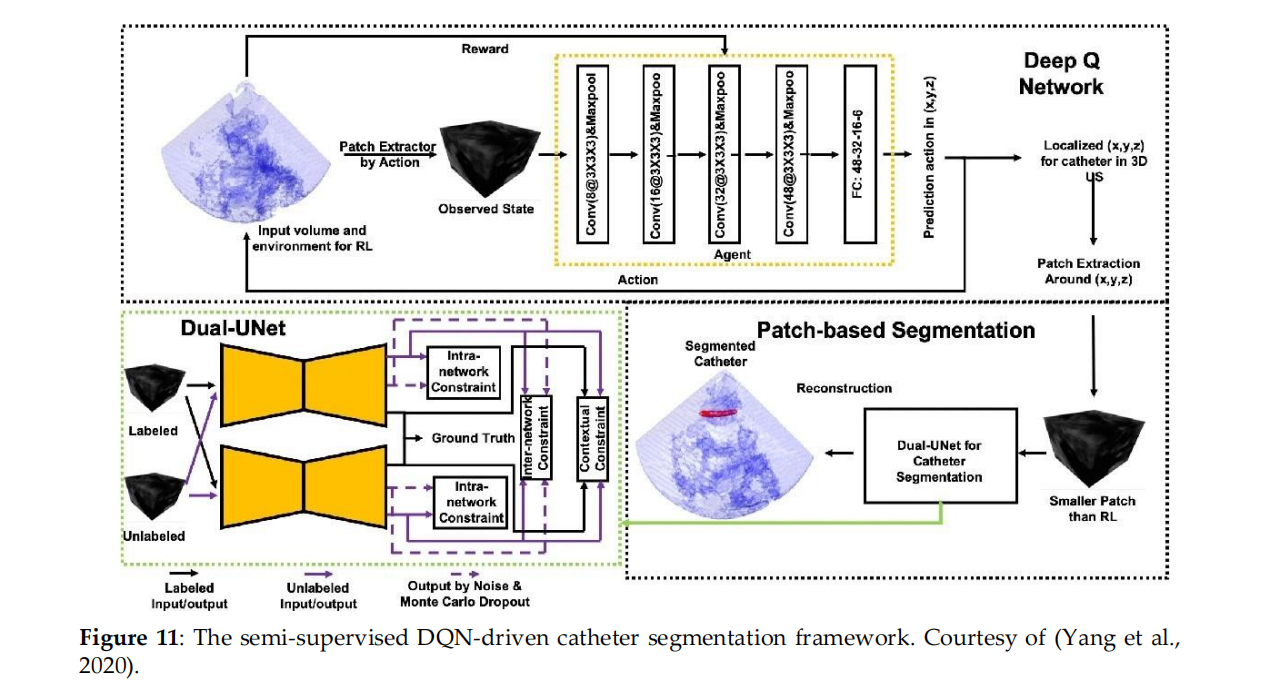 Reward
Deep Q
Network
Conv(8@3X3X3)&Maxpool
Conv(16@3X3X3)&Maxpoo
Conv(32@3X3X3)&Maxpoo
Conv(48@3X3X3)&Maxpoo
FC: 48-32-16-6
Prediction action in (x,y,z)
Patch Extractor
by Action
Observed State
Input volume and
environment for RL
Agent
Action
Localized (x,y,z)
for catheter in 3D
US
Patch Extraction
Around (x,y,z)
Dual-UNet
Labeled
Unlabeled
Intra-
network
Constraint
Ground Truth
Intra-
network
Constraint
Inter-network
Constraint
Contextual
Constraint
Patch-based Segmentation
Segmented
Catheter
Reconstruction
Dual-UNet for
Catheter
Segmentation
Smaller Patch
than RL
Labeled
Input/output
Unlabeled
Input/output
Output by Noise &
Monte Carlo Dropout
Figure 11: The semi-supervised DQN-driven catheter segmentation framework. Courtesy of (Yang et al.,
2020).